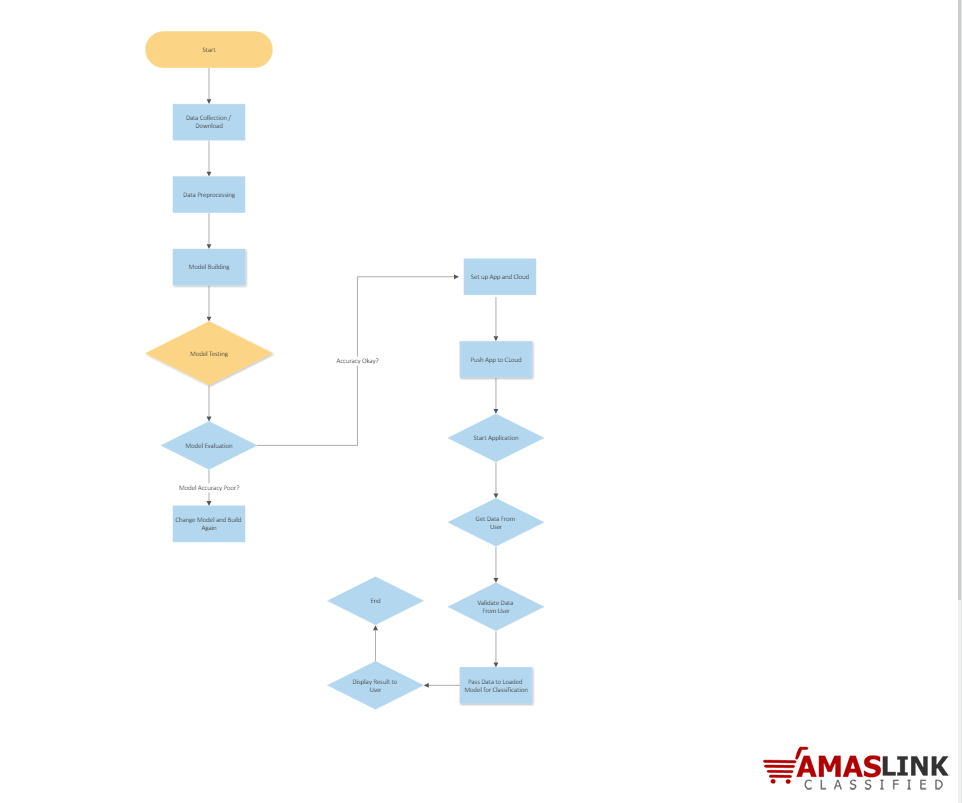 Start
Data Collection /
Download
Data Preprocessing
Model Building
Model Testing
Model Evaluation
Model Accuracy Poor?
Change Model and Build
Again
Accuracy Okay?
Set up App and Cloud
Push App to CLoud
Start Application
Get Data From
User
Validate Data
From User
Pass Data to Loaded
Model for Classification
Display Result to
User
End
AMASLINK
CLASSIFIED